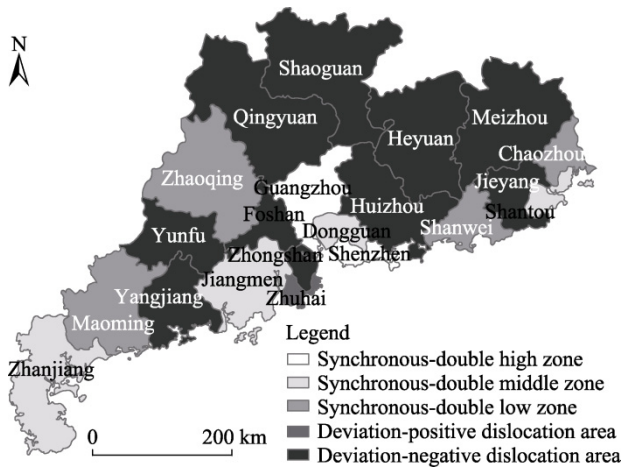 N
Shaoguan
Qingyuan
Meizhou
Heyuan
Chaozhou
Zhaoqing
Jieyang
Guangzhou
Huizhou
Shantou
Foshan
Dongguan
Shanwei
Yunfu
Zhongshan
Shenzhen
Jiangmen
Yangjiang
Zhuhai
Maoming
Zhanjiang
Legend
Synchronous-double high zone
Synchronous-double middle zone
Synchronous-double low zone
Deviation-positive dislocation area
Deviation-negative dislocation area
0 200 km